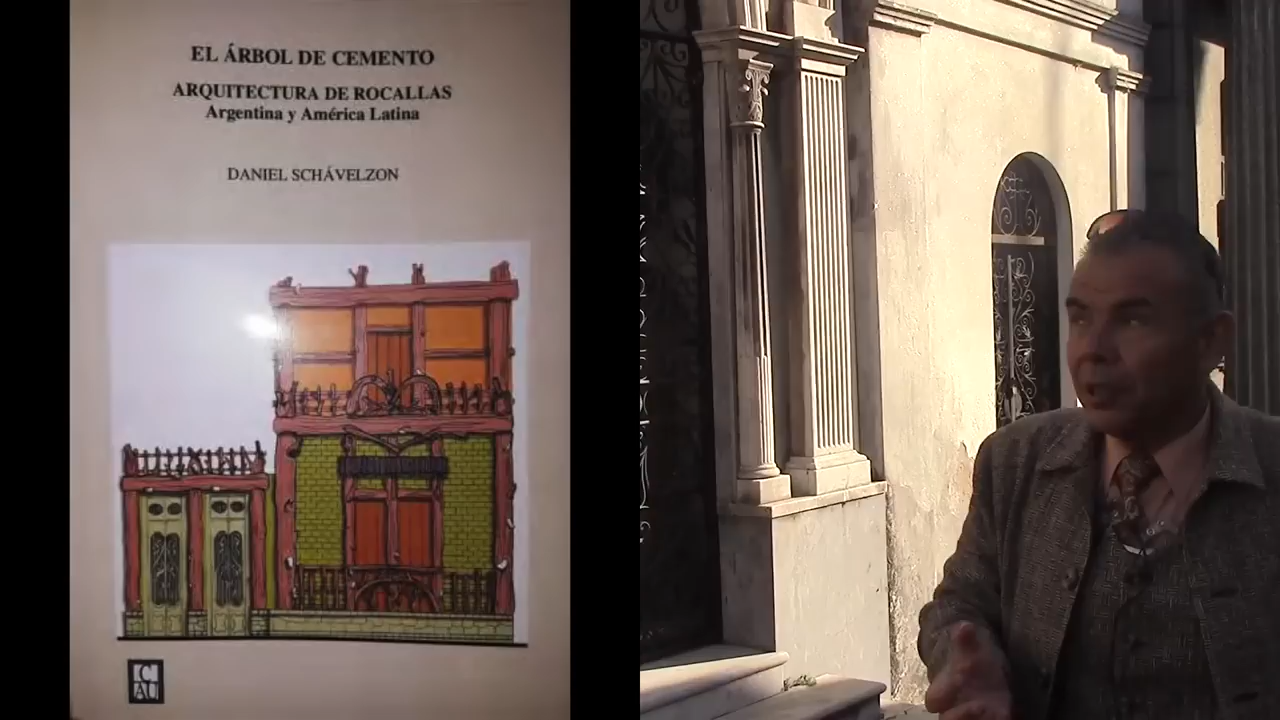 EL ÁRBOL DE CEMENTO
ARQUITECTURA DE ROCALLAS
Argentina y América Latina
DANIEL SCHÁVELZON
C
AU